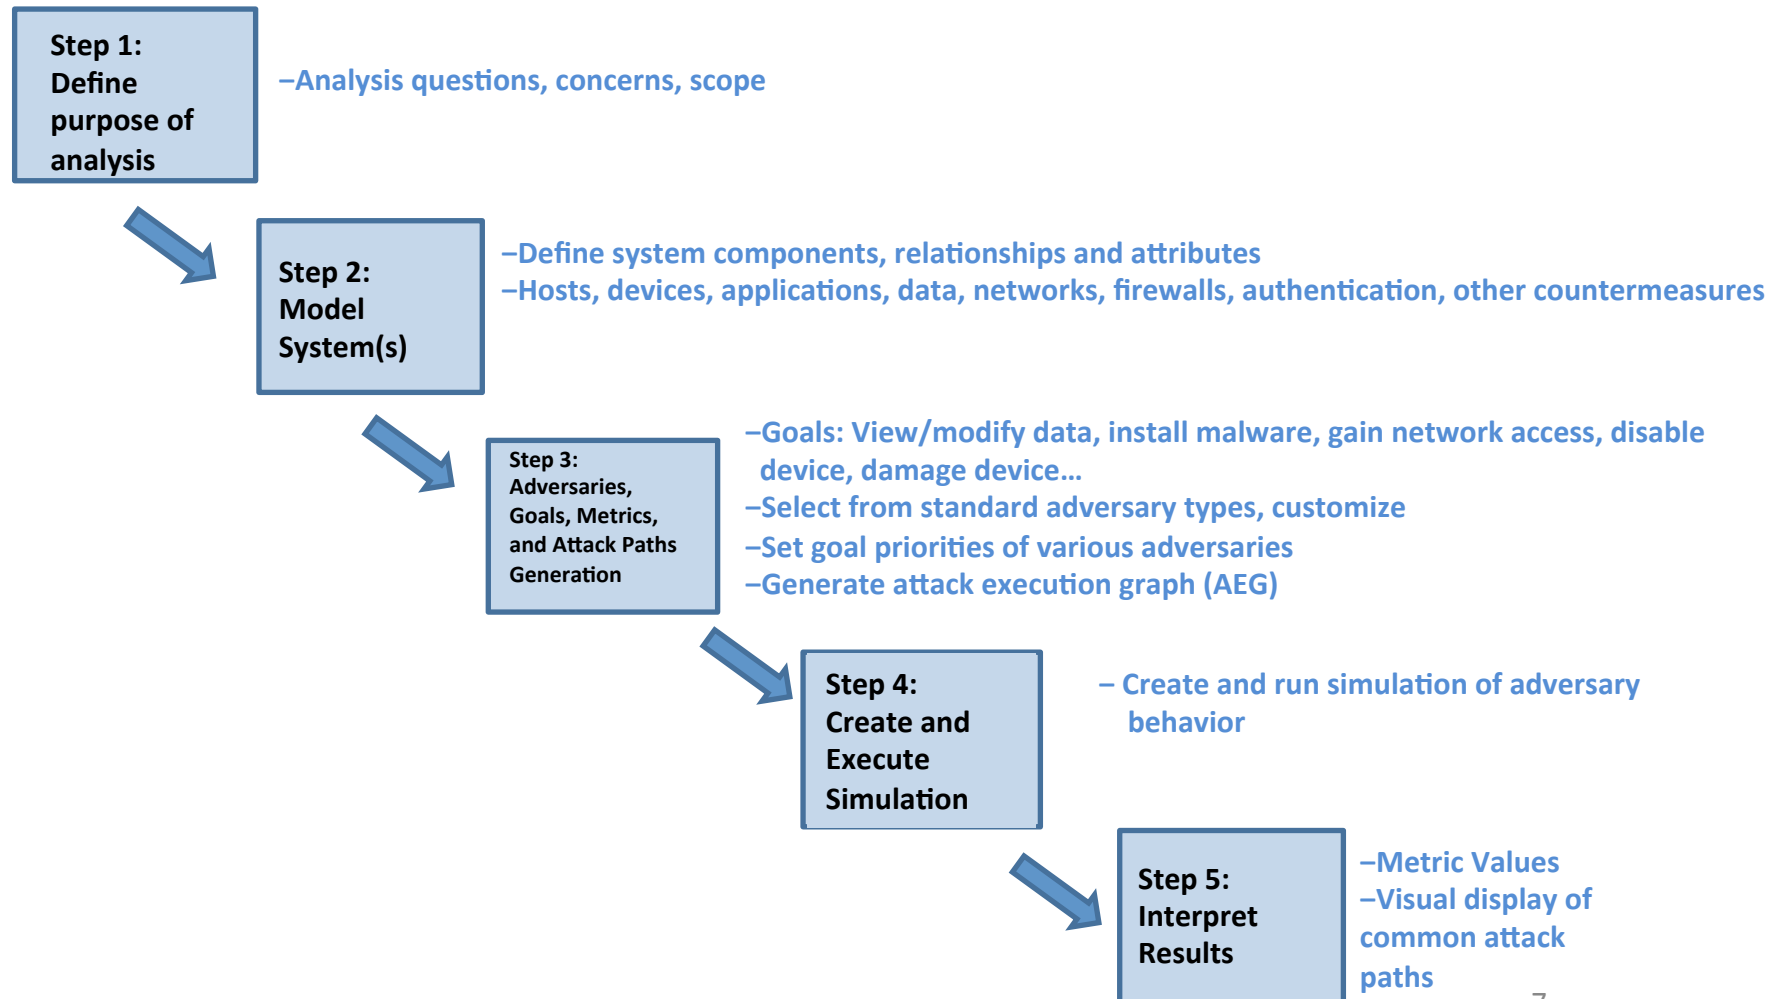 Step 1:
Define
purpose of
analysis
–Analysis questions, concerns, scope
Step 2:
Model
System(s)
–Define system components, relationships and attributes
–Hosts, devices, applications, data, networks, firewalls, authentication, other countermeasures
Step 3:
Adversaries,
Goals, Metrics,
and Attack Paths
Generation
–Goals: View/modify data, install malware, gain network access, disable
device, damage device…
–Select from standard adversary types, customize
–Set goal priorities of various adversaries
–Generate attack execution graph (AEG)
Step 4:
Create and
Execute
Simulation
– Create and run simulation of adversary
behavior
Step 5:
Interpret
Results
–Metric Values
–Visual display of
common attack
paths